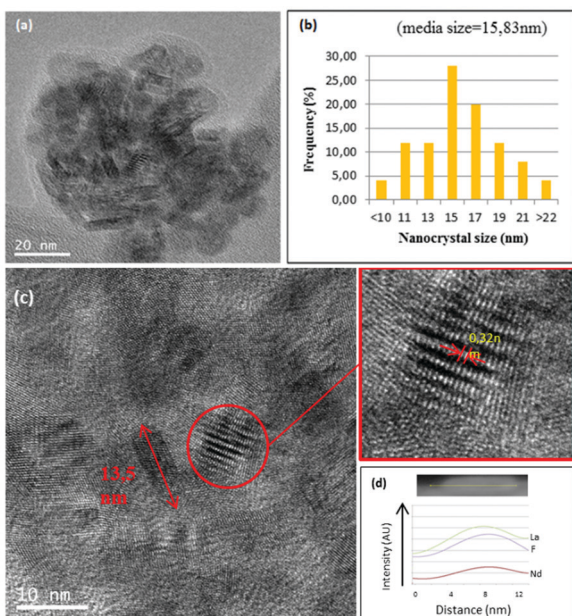 (a)
20 nm
(b)
(media size=15,83nm)
Frequency (%)
30,00
25,00
20,00
15,00
10,00
5,00
0,00
<10 11 13 15 17 19 21 >22
Nanocrystal size (nm)
(c)
13,5
nm
10 nm
0,32n
m
(d)
Intensity (AU)
La
F
Nd
0 4 8 12
Distance (nm)